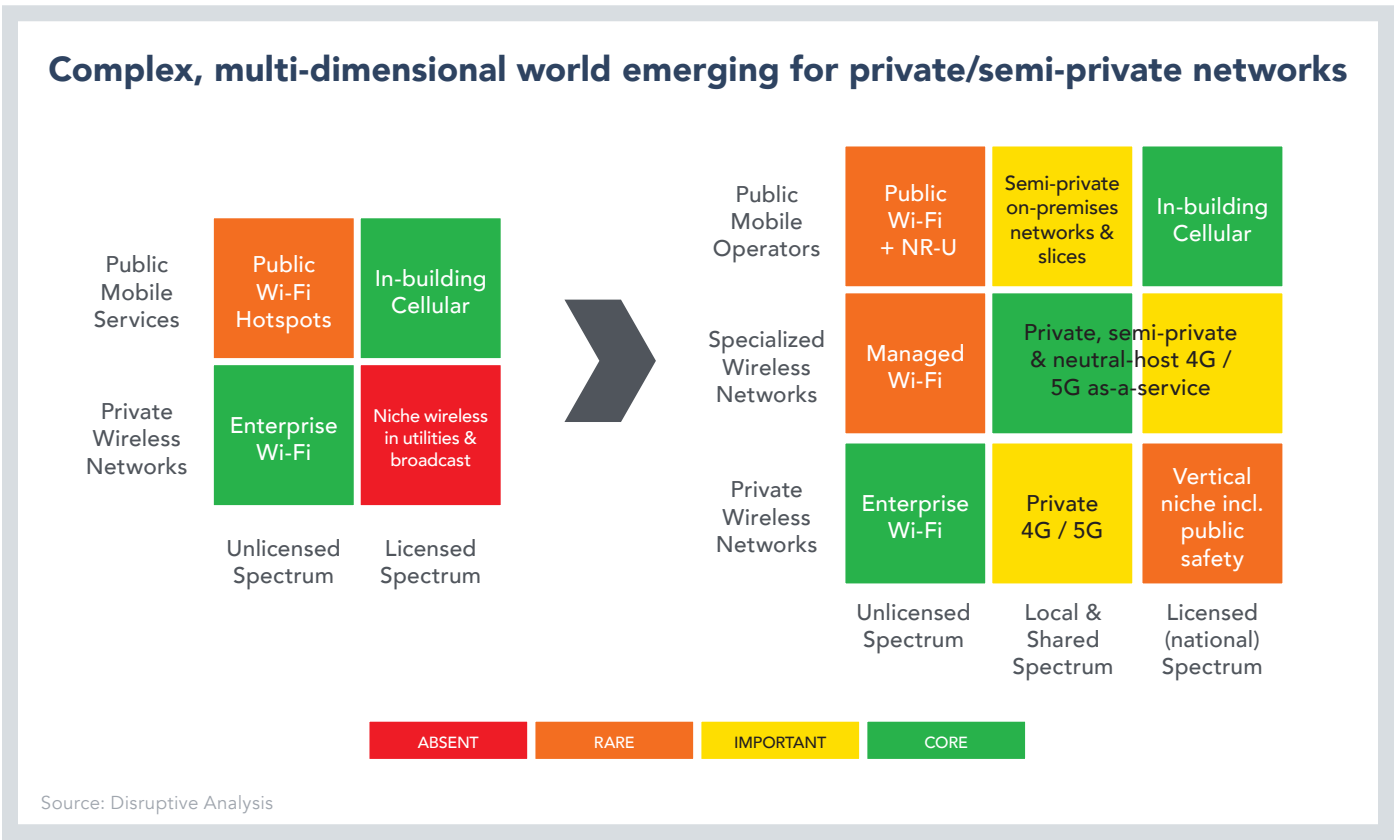 Complex, multi-dimensional world emerging for private/semi-private networks
Public
Mobile
Services
Public
Wi-Fi
Hotspots
In-building
Cellular
Private
Wireless
Networks
Enterprise
Wi-Fi
Niche wireless
in utilities &
broadcast
Unlicensed
Spectrum
Licensed
Spectrum
Public
Mobile
Operators
Public
Wi-Fi
+ NR-U
Semi-private
on-premises
networks &
slices
In-building
Cellular
Specialized
Wireless
Networks
Managed
Wi-Fi
Private, semi-private
& neutral-host 4G /
5G as-a-service
Private
Wireless
Networks
Enterprise
Wi-Fi
Private
4G / 5G
Vertical
niche incl.
public
safety
Unlicensed
Spectrum
Local &
Shared
Spectrum
Licensed
(national)
Spectrum
ABSENT
RARE
IMPORTANT
CORE
Source: Disruptive Analysis